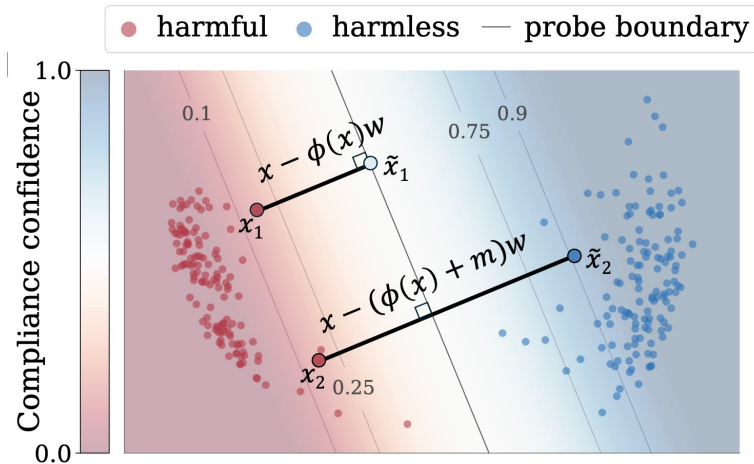 harmful harmless probe boundary
1.0
Compliance confidence
0.0
0.1
0.9
0.75
x − ϕ(x)w
x̃₁
x₁
x̃₂
x − (ϕ(x) + m)w
x₂
0.25